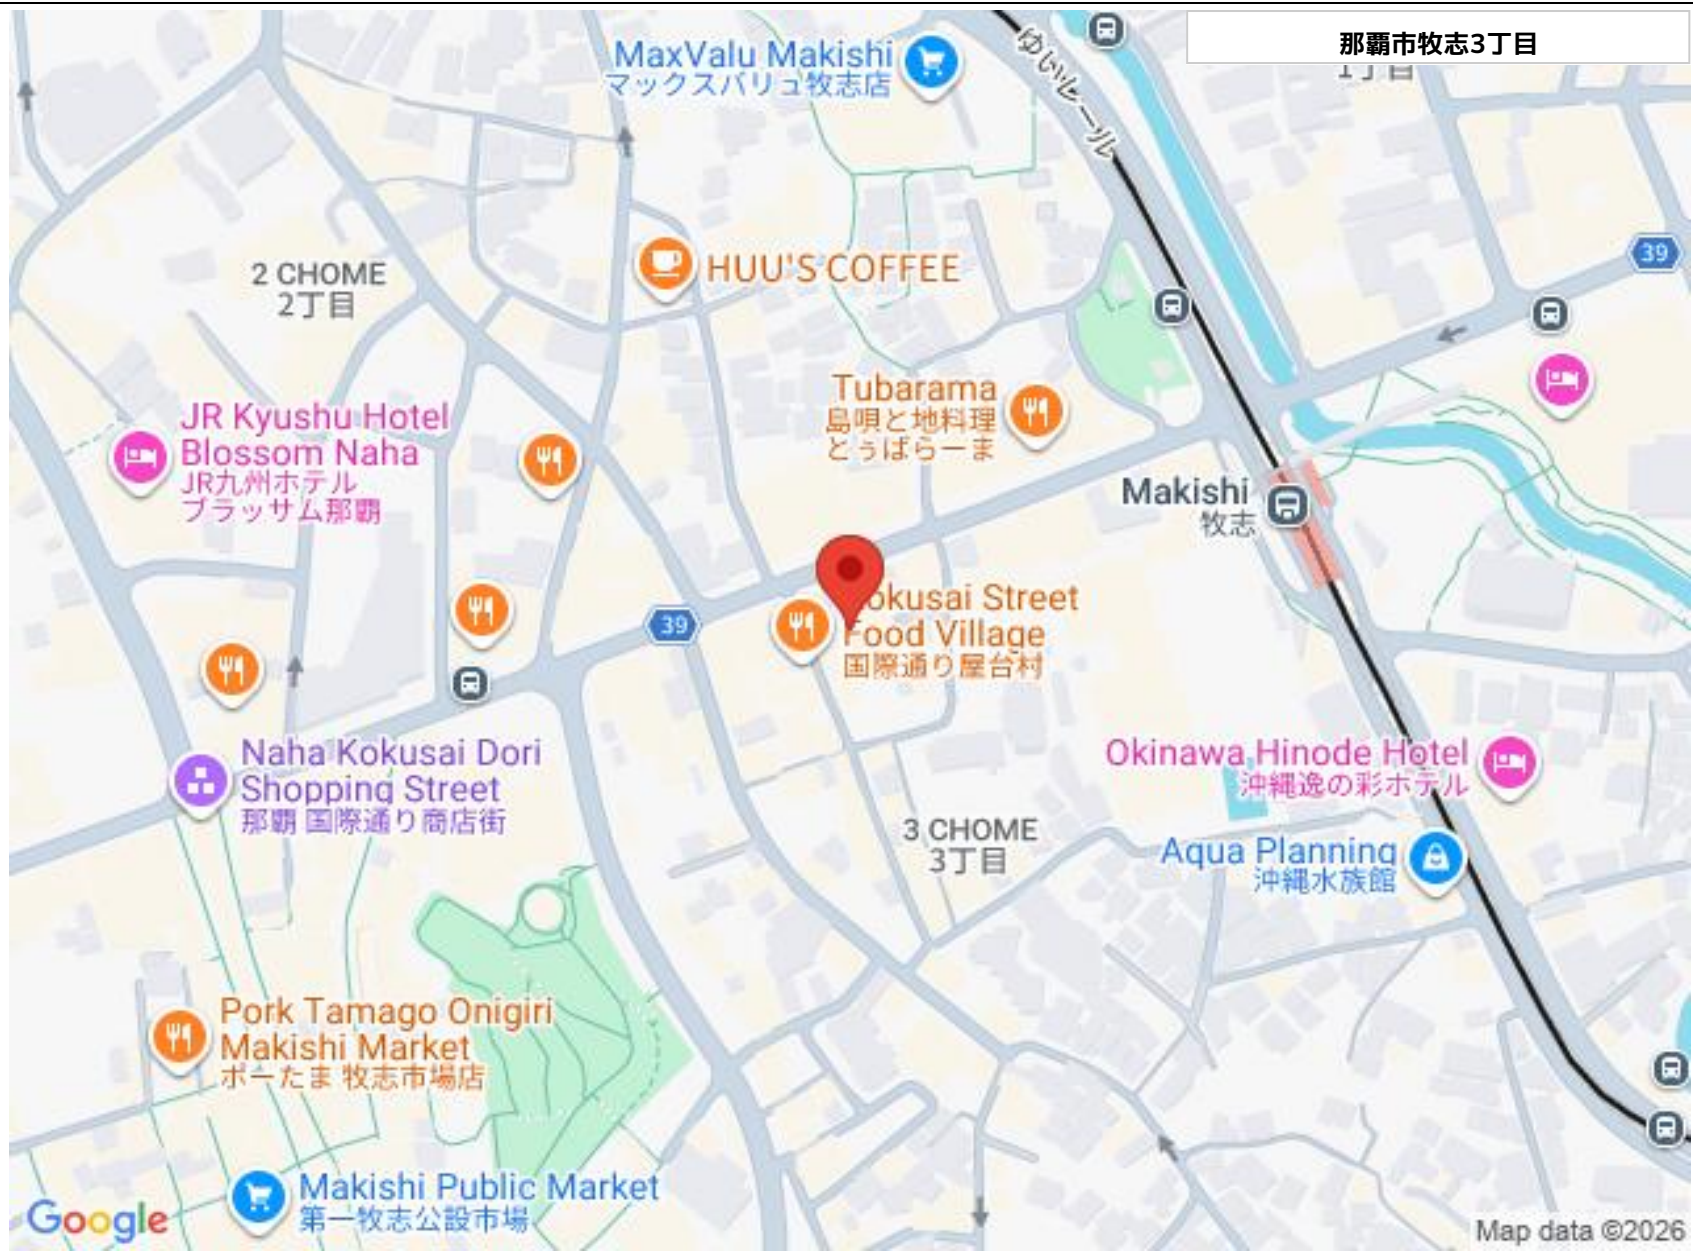 那覇市牧志3丁目
ゆいレール
MaxValu Makishi
マックスバリュ牧志店
HUU'S COFFEE
39
2 CHOME
2丁目
Tubarama
島唄と地料理
とぅばらーま
JR Kyushu Hotel
Blossom Naha
JR九州ホテル
ブラッサム那覇
Makishi
牧志
39
okusai Street
Food Village
国際通り屋台村
Naha Kokusai Dori
Shopping Street
那覇 国際通り商店街
Okinawa Hinode Hotel
沖縄逸の彩ホテル
3 CHOME
3丁目
Aqua Planning
沖縄水族館
Pork Tamago Onigiri
Makishi Market
ポーたま 牧志市場店
Makishi Public Market
第一牧志公設市場
Google
Map data ©2026